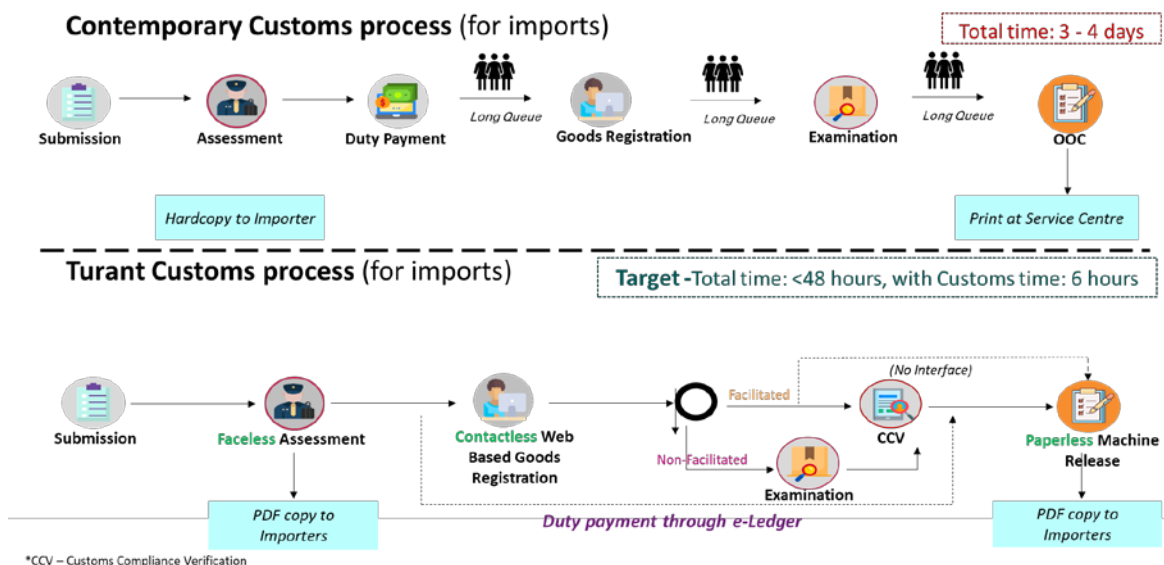 Contemporary Customs process (for imports)
Total time: 3 - 4 days
Submission
Assessment
Duty Payment
Long Queue
Goods Registration
Long Queue
Examination
Long Queue
OOC
Hardcopy to Importer
Print at Service Centre
Turant Customs process (for imports)
Target -Total time: <48 hours, with Customs time: 6 hours
Submission
Faceless Assessment
Contactless Web
Based Goods
Registration
Facilitated
Non-Facilitated
Examination
(No Interface)
CCV
Paperless Machine
Release
PDF copy to
Importers
Duty payment through e-Ledger
PDF copy to
Importers
*CCV – Customs Compliance Verification